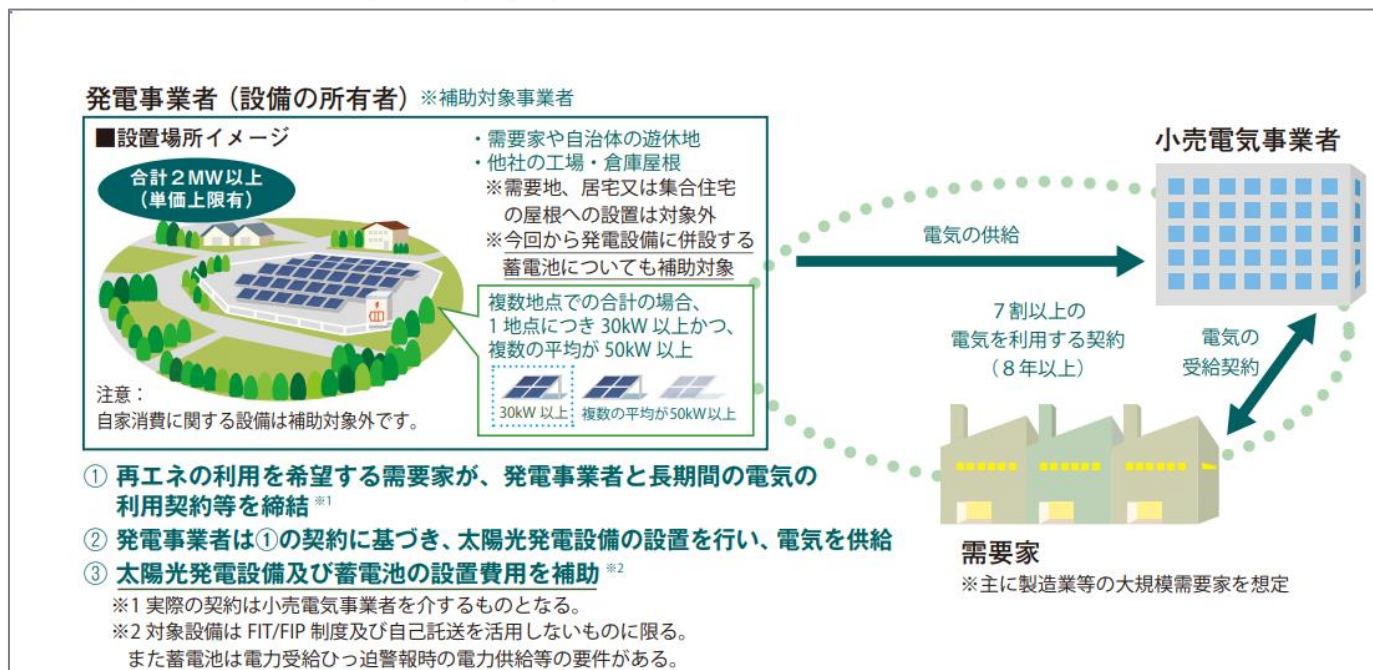 発電事業者（設備の所有者）※補助対象事業者
■設置場所イメージ
合計２MW以上
（単価上限有）
・需要家や自治体の遊休地
・他社の工場・倉庫屋根
※需要地、居宅又は集合住宅
の屋根への設置は対象外
※今回から発電設備に併設する
蓄電池についても補助対象
複数地点での合計の場合、
1 地点につき 30kW 以上かつ、
複数の平均が 50kW 以上
30kW 以上
複数の平均が50kW以上
注意：
自家消費に関する設備は補助対象外です。
電気の供給
７割以上の
電気を利用する契約
（８年以上）
小売電気事業者
電気の
受給契約
需要家
※主に製造業等の大規模需要家を想定
① 再エネの利用を希望する需要家が、発電事業者と長期間の電気の
利用契約等を締結 ※1
② 発電事業者は①の契約に基づき、太陽光発電設備の設置を行い、電気を供給
③ 太陽光発電設備及び蓄電池の設置費用を補助 ※2
※1 実際の契約は小売電気事業者を介するものとなる。
※2 対象設備は FIT/FIP 制度及び自己託送を活用しないものに限る。
また蓄電池は電力受給ひっ迫警報時の電力供給等の要件がある。